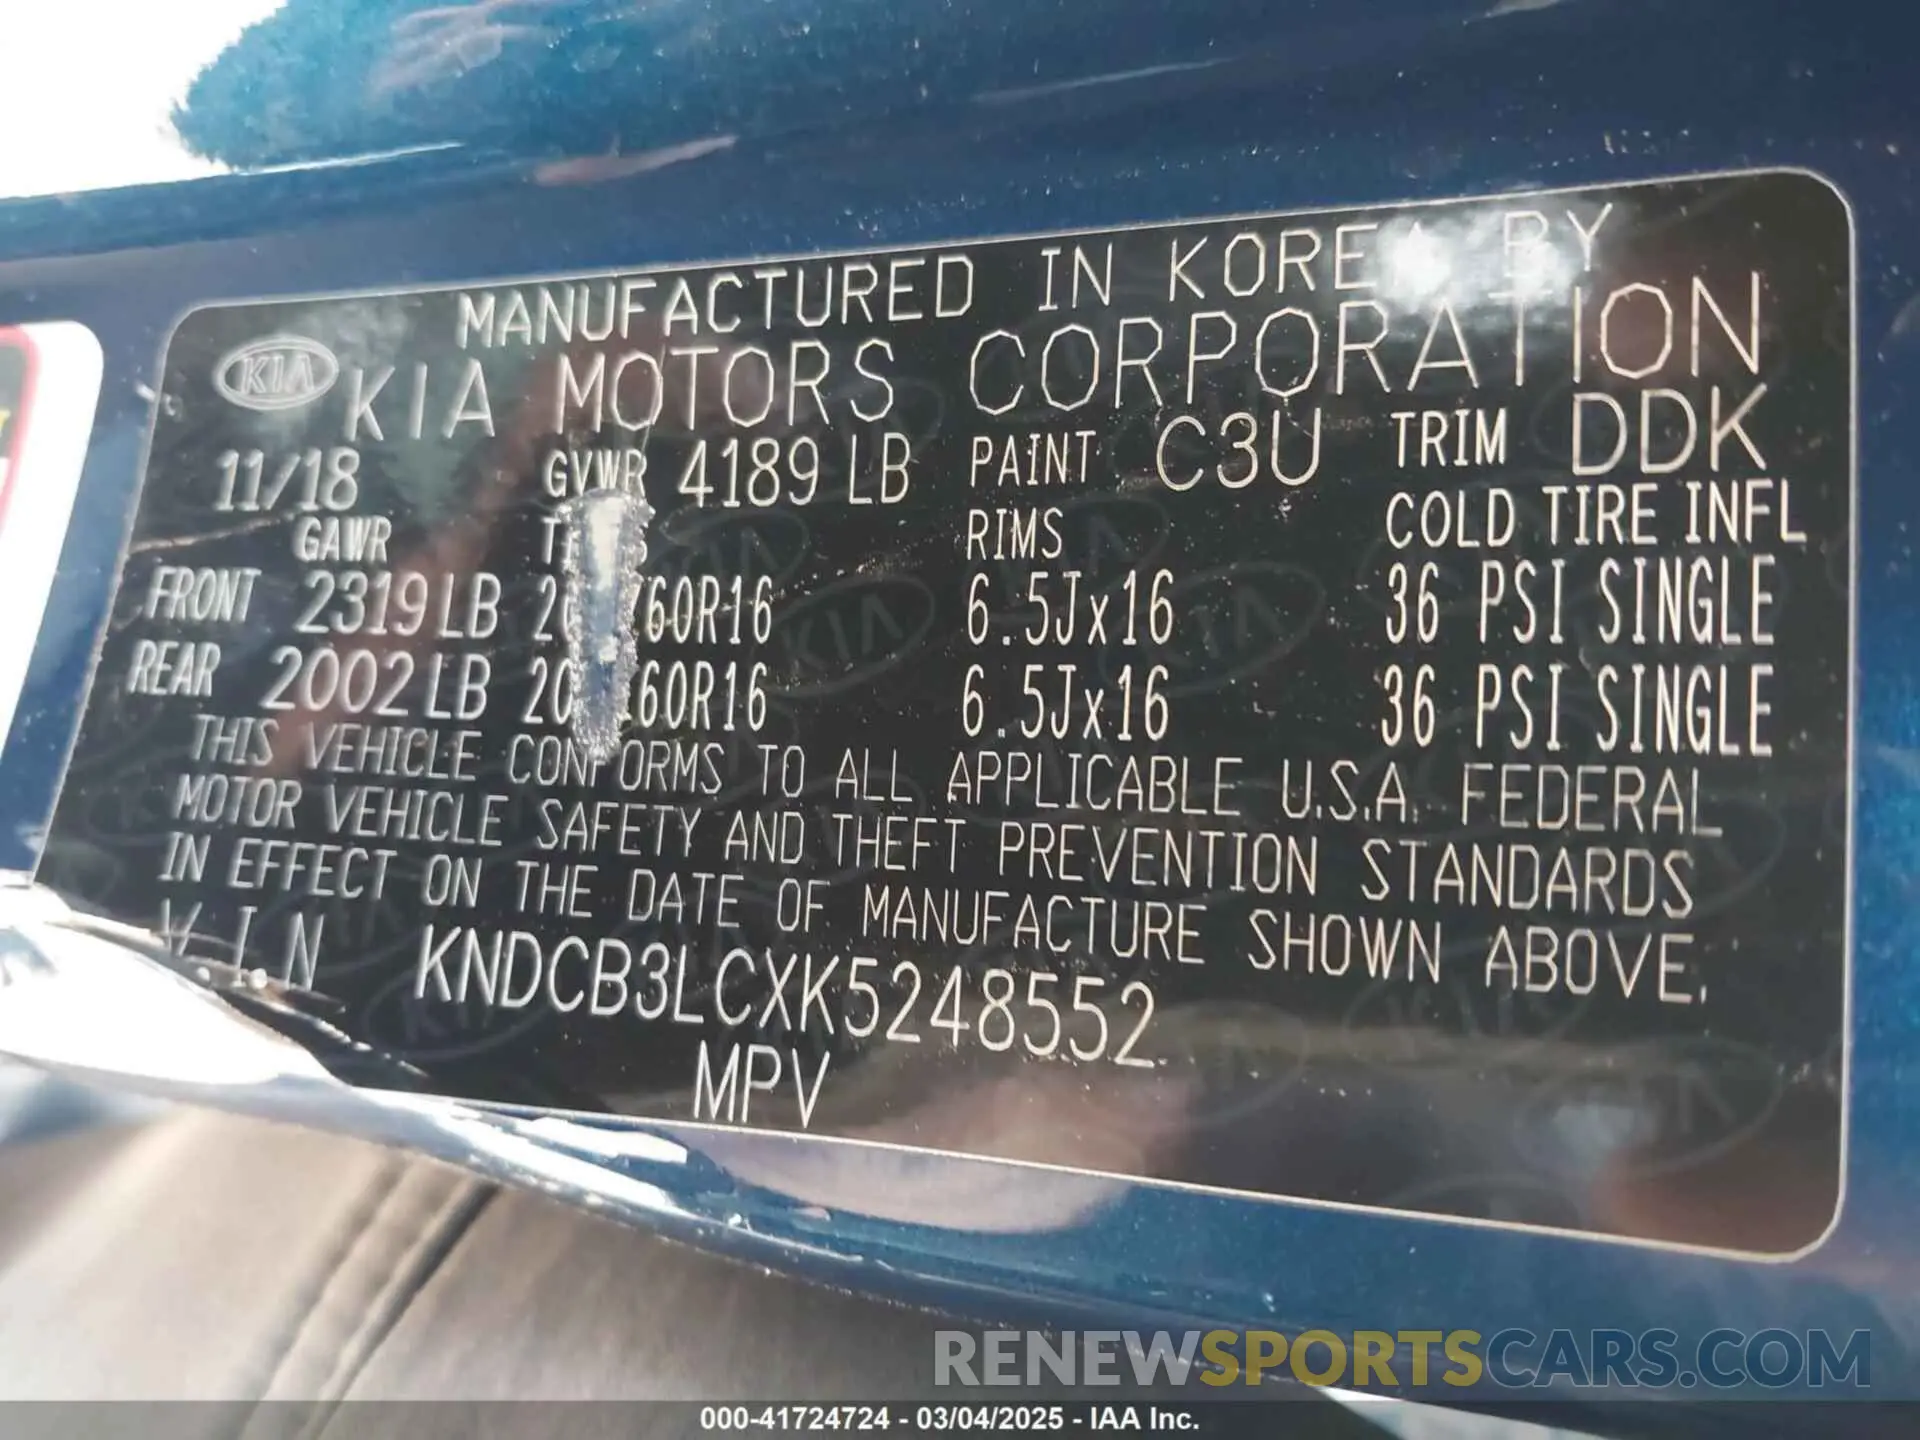 MANUFACTURED IN KOREA BY
KIA KIA MOTORS CORPORATION
11/18 GVWR 4189 LB PAINT C3U TRIM DDK
GAWR RIMS COLD TIRE INFL
FRONT 2319 LB 6.5Jx16 36 PSI SINGLE
REAR 2002 LB 6.5Jx16 36 PSI SINGLE
THIS VEHICLE CONFORMS TO ALL APPLICABLE U.S.A. FEDERAL
MOTOR VEHICLE SAFETY AND THEFT PREVENTION STANDARDS
IN EFFECT ON THE DATE OF MANUFACTURE SHOWN ABOVE.
V.I.N KNDCB3LCXK5248552
MPV
RENEWSPORTSCARS.COM
000-41724724 - 03/04/2025 - IAA Inc.